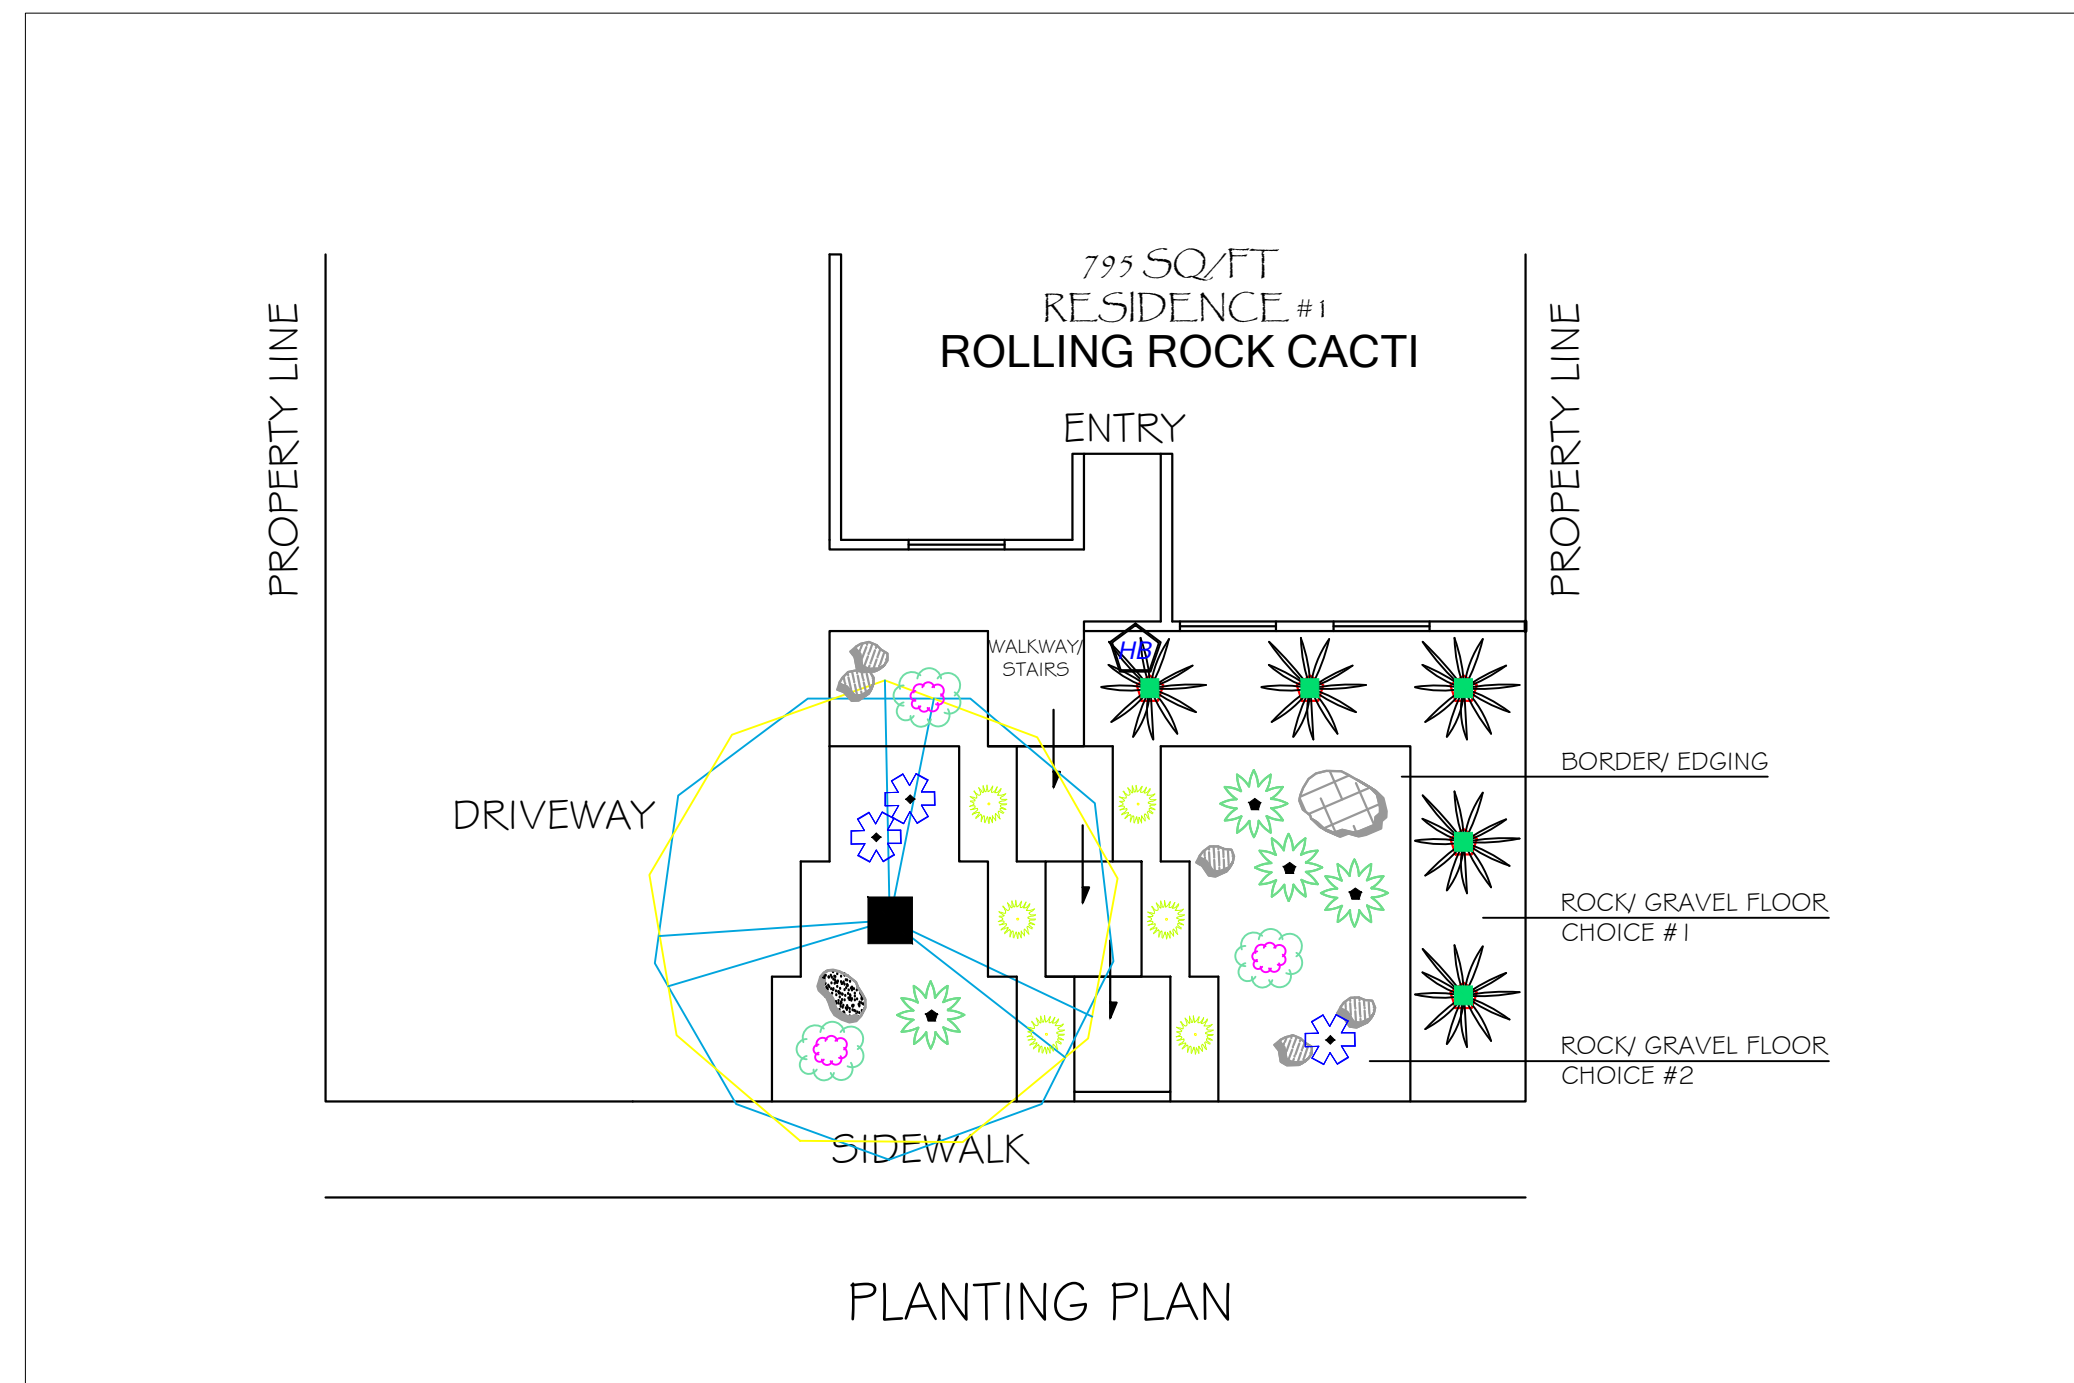 795 SQ/FT
RESIDENCE #1
ROLLING ROCK CACTI
PROPERTY LINE
PROPERTY LINE
ENTRY
WALKWAY/
STAIRS
HB
BORDER/ EDGING
DRIVEWAY
ROCK/ GRAVEL FLOOR
CHOICE #1
ROCK/ GRAVEL FLOOR
CHOICE #2
SIDEWALK
PLANTING PLAN